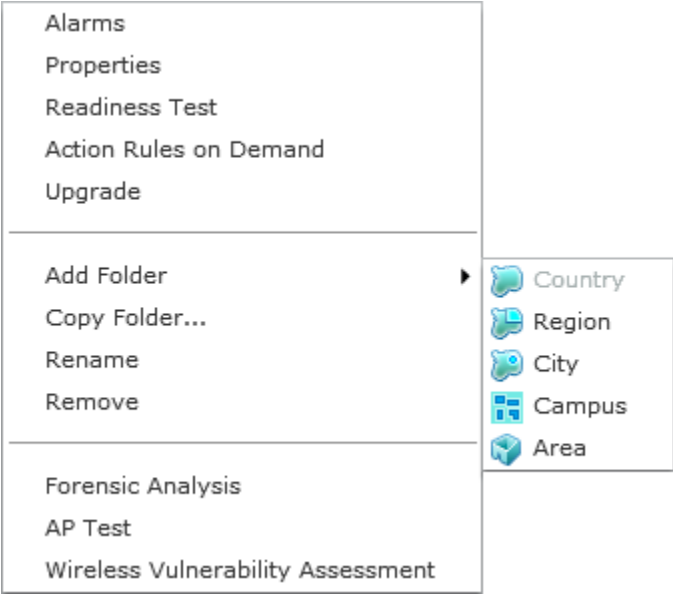 Alarms
Properties
Readiness Test
Action Rules on Demand
Upgrade
Add Folder
Copy Folder...
Rename
Remove
Forensic Analysis
AP Test
Wireless Vulnerability Assessment
Country
Region
City
Campus
Area